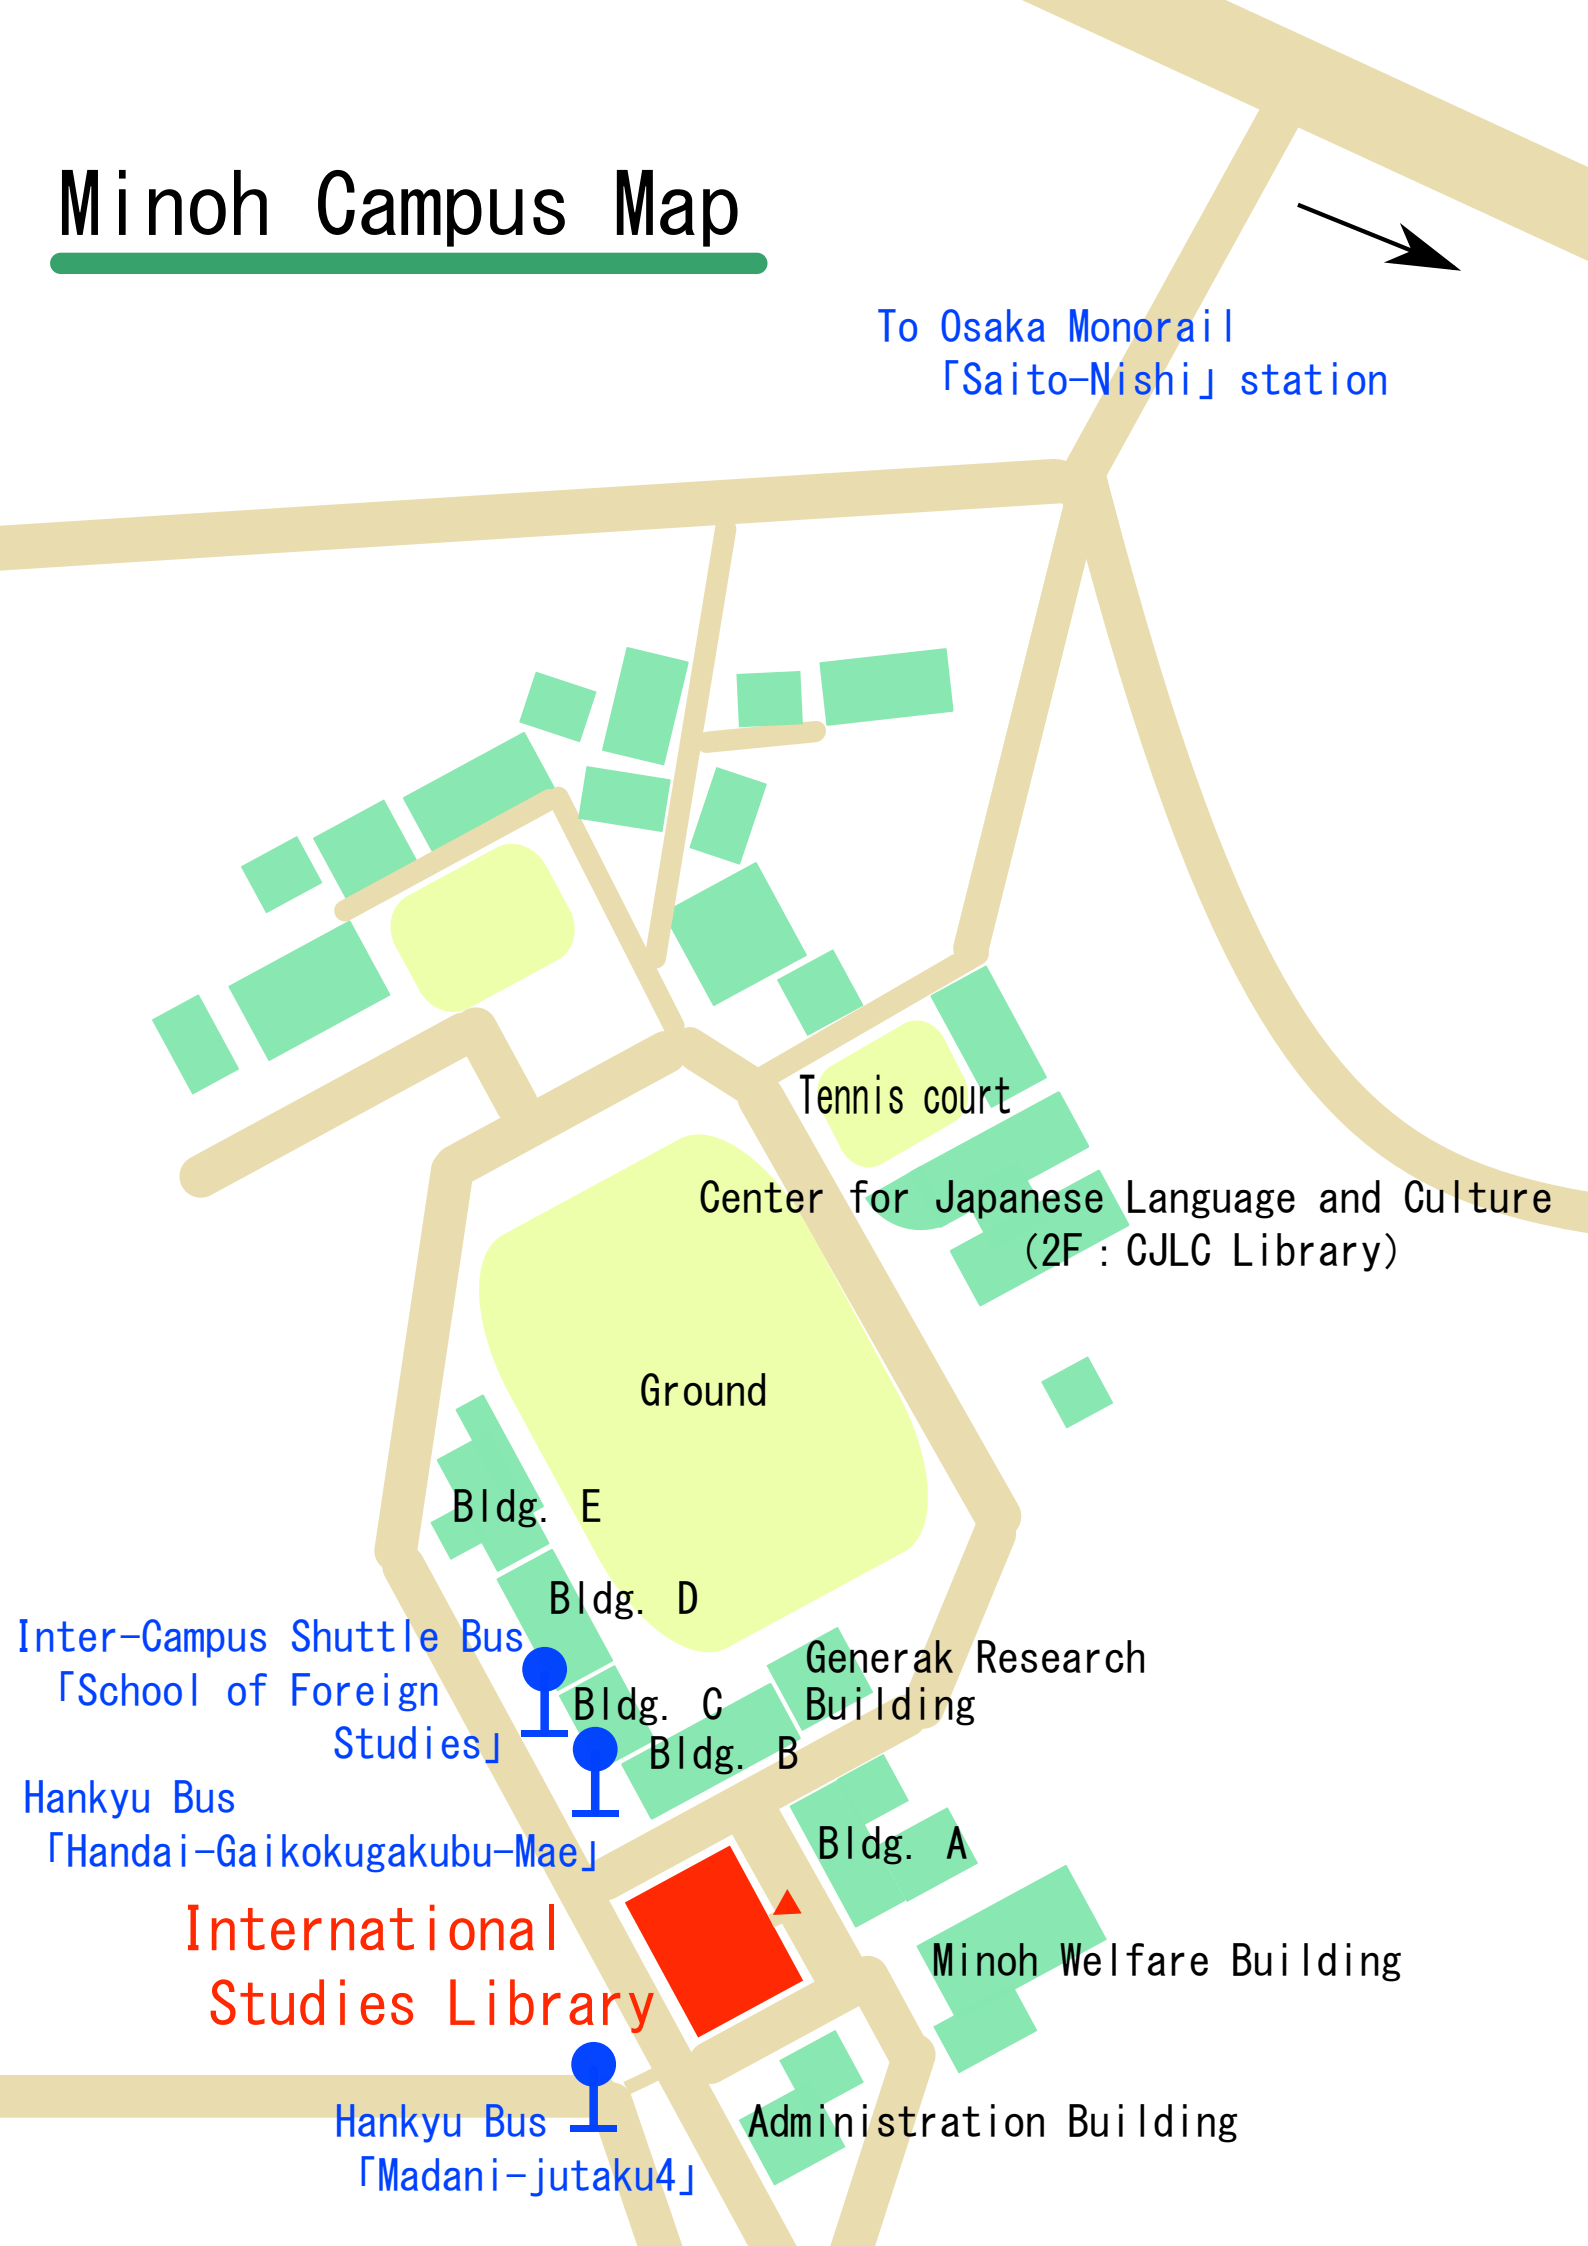 Minoh Campus Map
To Osaka Monorail
「Saito-Nishi」station
Tennis court
Center for Japanese Language and Culture
(2F：CJLC Library)
Ground
Bldg. E
Bldg. D
Inter-Campus Shuttle Bus
「School of Foreign
Studies」
Generak Research
Building
Bldg. C
Bldg. B
Hankyu Bus
「Handai-Gaikokugakubu-Mae」
Bldg. A
International
Studies Library
Minoh Welfare Building
Hankyu Bus
「Madani-jutaku4」
Administration Building